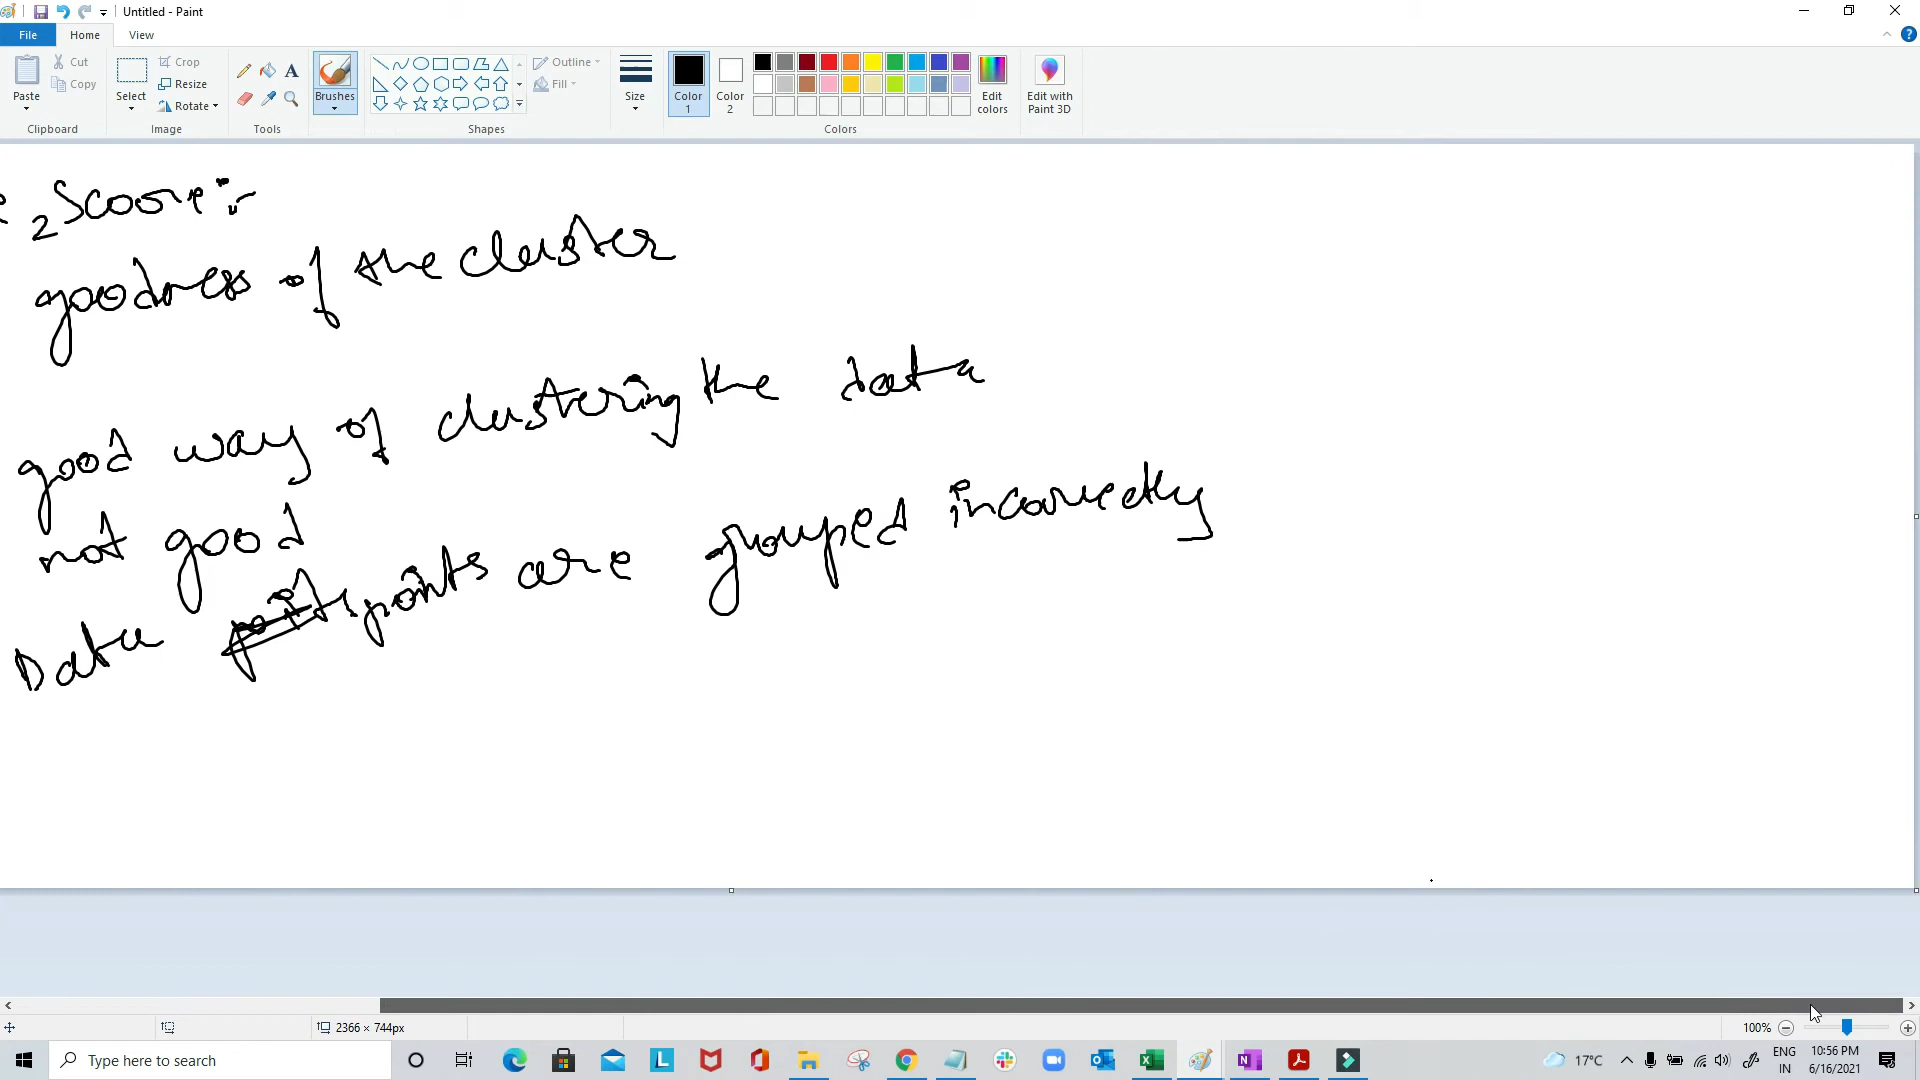 Untitled - Paint
File Home View
Paste Cut Copy Clipboard
Select Crop Resize Rotate Image
Tools
Brushes
Shapes
Outline Fill
Size
Color 1 Color 2 Edit colors Colors
Edit with Paint 3D
e 2 Scoore :-
goodness of the cluster
good way of clustering the data
not good
Data points are grouped incorrectly
2366 × 744px
100%
Type here to search
17°C
ENG IN
10:56 PM
6/16/2021